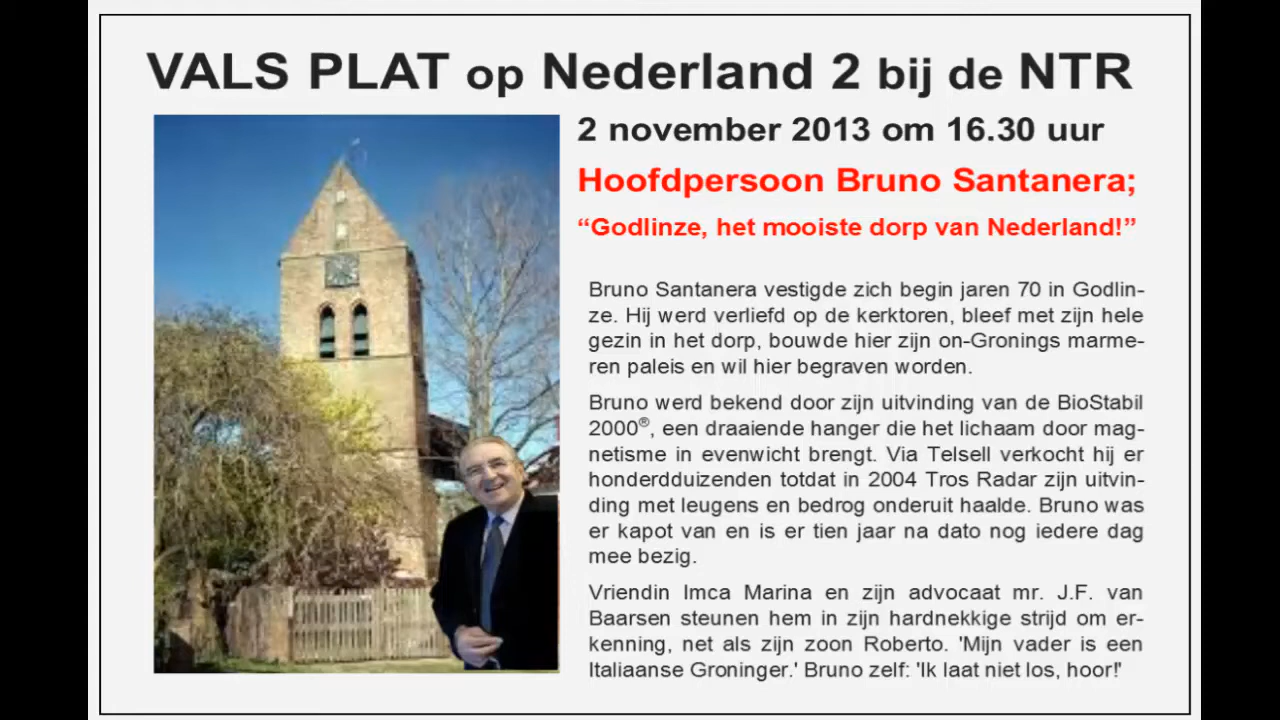 VALS PLAT op Nederland 2 bij de NTR
2 november 2013 om 16.30 uur
Hoofdpersoon Bruno Santanera;
“Godlinze, het mooiste dorp van Nederland!”
Bruno Santanera vestigde zich begin jaren 70 in Godlin-
ze. Hij werd verliefd op de kerktoren, bleef met zijn hele
gezin in het dorp, bouwde hier zijn on-Gronings marme-
ren paleis en wil hier begraven worden.
Bruno werd bekend door zijn uitvinding van de BioStabil
2000®, een draaiende hanger die het lichaam door mag-
netisme in evenwicht brengt. Via Telsell verkocht hij er
honderdduizenden totdat in 2004 Tros Radar zijn uitvin-
ding met leugens en bedrog onderuit haalde. Bruno was
er kapot van en is er tien jaar na dato nog iedere dag
mee bezig.
Vriendin Imca Marina en zijn advocaat mr. J.F. van
Baarsen steunen hem in zijn hardnekkige strijd om er-
kenning, net als zijn zoon Roberto. 'Mijn vader is een
Italiaanse Groninger.' Bruno zelf: 'Ik laat niet los, hoor!'